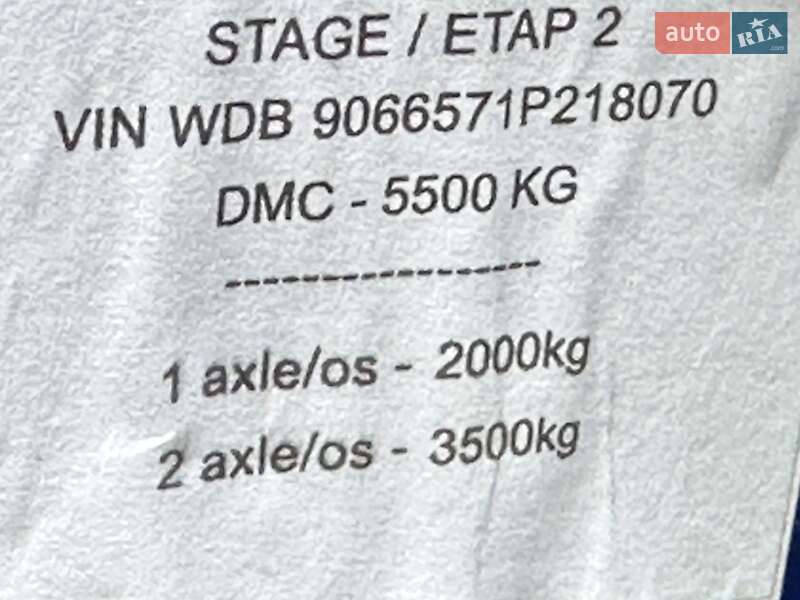 auto RIA.com
STAGE / ETAP 2
VIN WDB 9066571P218070
DMC - 5500 KG
-----------------
1 axle/os - 2000kg
2 axle/os - 3500kg